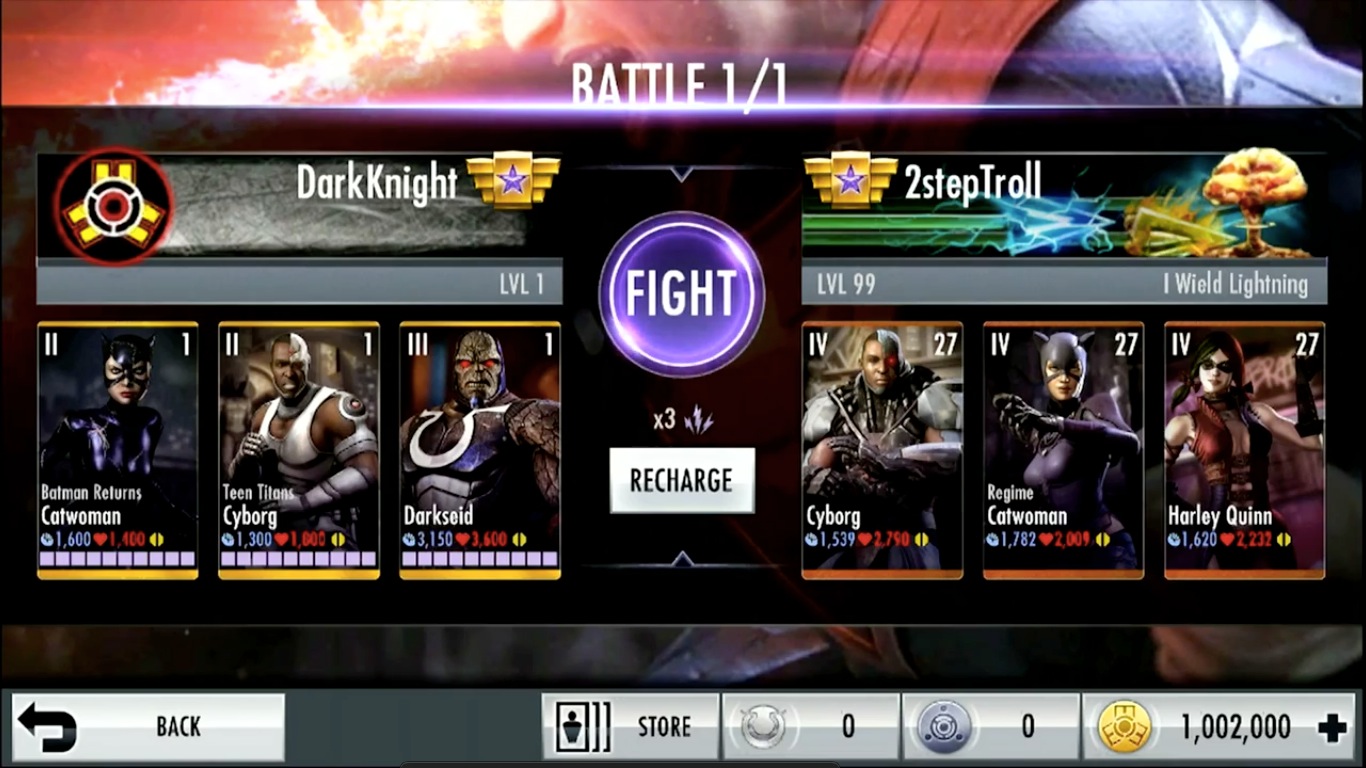 BATTLE 1/1
DarkKnight
LVL 1
FIGHT
x3
RECHARGE
2stepTroll
LVL 99
I Wield Lightning
II 1
Batman Returns
Catwoman
1,600 1,400
II 1
Teen Titans
Cyborg
1,300 1,000
III 1
Darkseid
3,150 3,600
IV 27
Cyborg
1,539 2,790
IV 27
Regime
Catwoman
1,782 2,009
IV 27
Harley Quinn
1,620 2,232
BACK
STORE
0
0
1,002,000 +